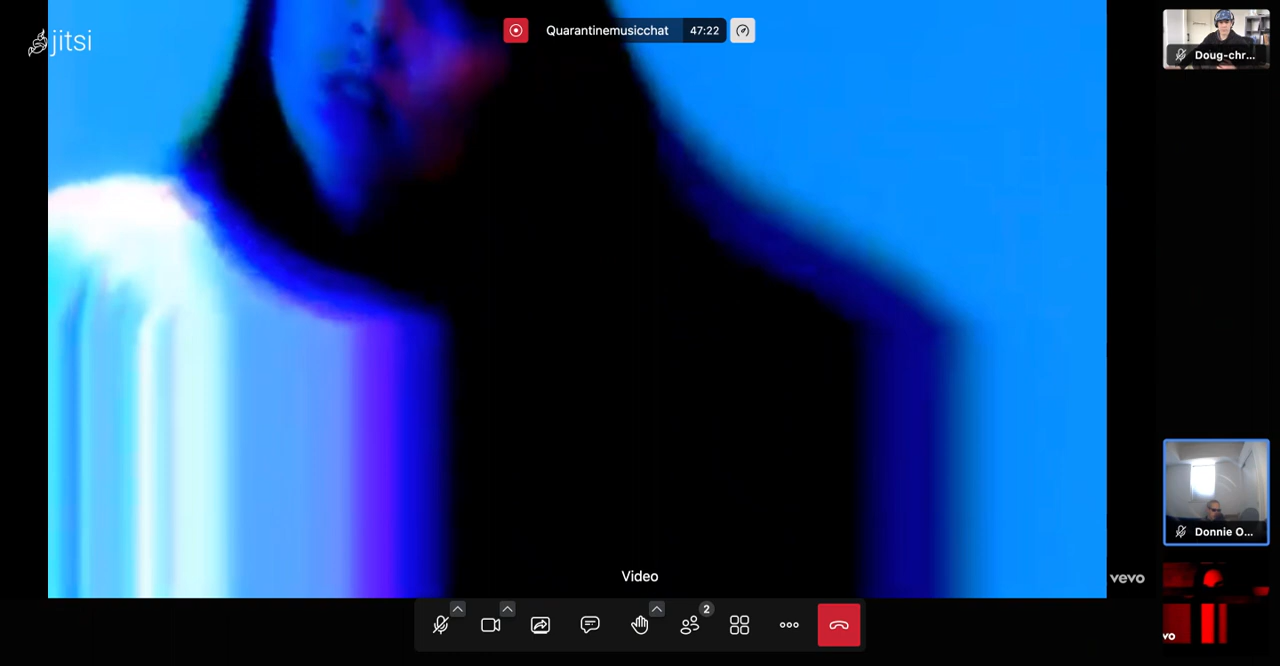 jitsi
Quarantinemusicchat 47:22
Doug-chr...
Donnie O...
Video
vevo
2
vo